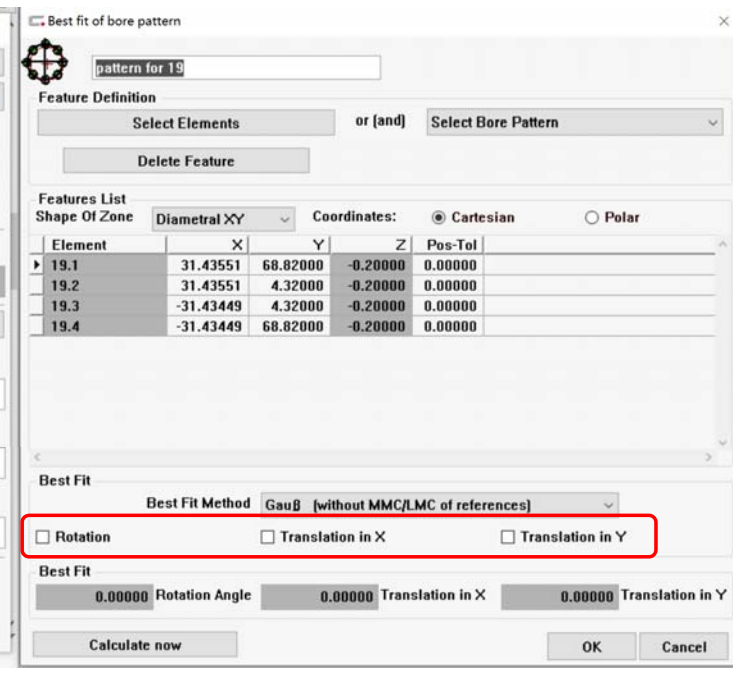 Best fit of bore pattern
pattern for 19
Feature Definition
Select Elements or (and) Select Bore Pattern
Delete Feature
Features List
Shape Of Zone Diametral XY Coordinates: Cartesian Polar
Element X Y Z Pos-Tol
19.1 31.43551 68.82000 -0.20000 0.00000
19.2 31.43551 4.32000 -0.20000 0.00000
19.3 -31.43449 4.32000 -0.20000 0.00000
19.4 -31.43449 68.82000 -0.20000 0.00000
Best Fit
Best Fit Method Gauβ (without MMC/LMC of references)
Rotation Translation in X Translation in Y
Best Fit
0.00000 Rotation Angle 0.00000 Translation in X 0.00000 Translation in Y
Calculate now OK Cancel